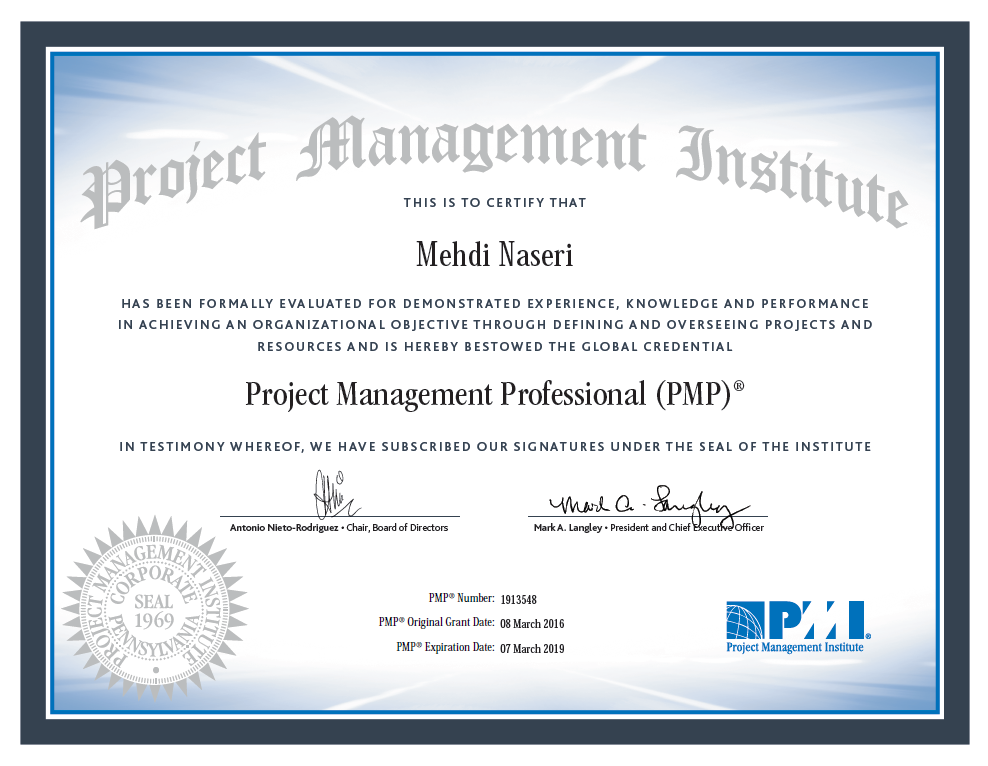 Project Management Institute
THIS IS TO CERTIFY THAT
Mehdi Naseri
HAS BEEN FORMALLY EVALUATED FOR DEMONSTRATED EXPERIENCE, KNOWLEDGE AND PERFORMANCE
IN ACHIEVING AN ORGANIZATIONAL OBJECTIVE THROUGH DEFINING AND OVERSEEING PROJECTS AND
RESOURCES AND IS HEREBY BESTOWED THE GLOBAL CREDENTIAL
Project Management Professional (PMP)®
IN TESTIMONY WHEREOF, WE HAVE SUBSCRIBED OUR SIGNATURES UNDER THE SEAL OF THE INSTITUTE
Mark A. Langley
Antonio Nieto-Rodriguez • Chair, Board of Directors
Mark A. Langley • President and Chief Executive Officer
PROJECT MANAGEMENT INSTITUTE
CORPORATE
SEAL
1969
PENNSYLVANIA
PMP® Number: 1913548
PMP® Original Grant Date: 08 March 2016
PMP® Expiration Date: 07 March 2019
PMI®
Project Management Institute